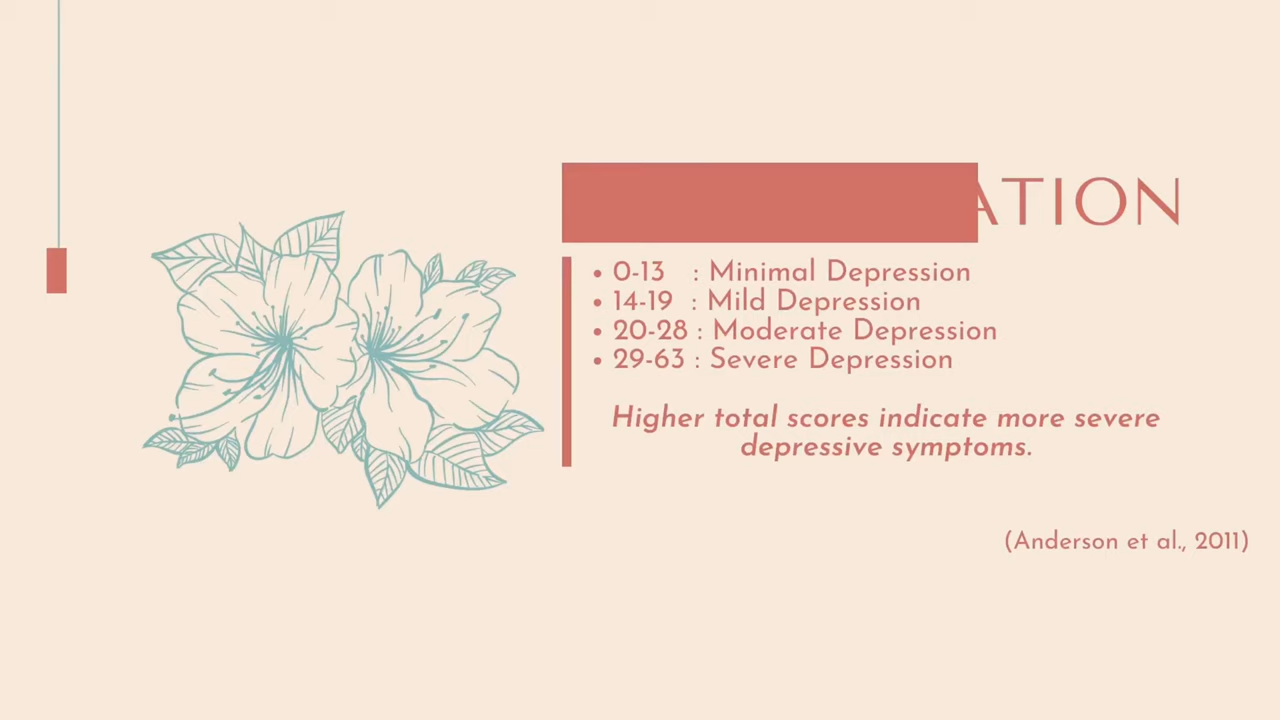 ATION
• 0-13 : Minimal Depression
• 14-19 : Mild Depression
• 20-28 : Moderate Depression
• 29-63 : Severe Depression
Higher total scores indicate more severe
depressive symptoms.
(Anderson et al., 2011)